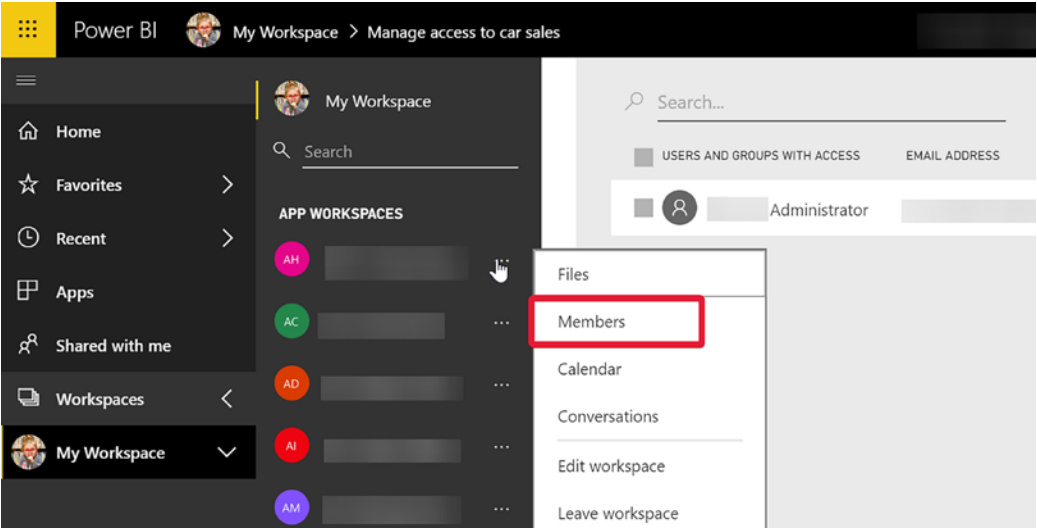 Power BI
My Workspace > Manage access to car sales
Home
Favorites
Recent
Apps
Shared with me
Workspaces
My Workspace
My Workspace
Search
APP WORKSPACES
AH
AC
AD
AI
AM
Files
Members
Calendar
Conversations
Edit workspace
Leave workspace
Search...
USERS AND GROUPS WITH ACCESS EMAIL ADDRESS
Administrator